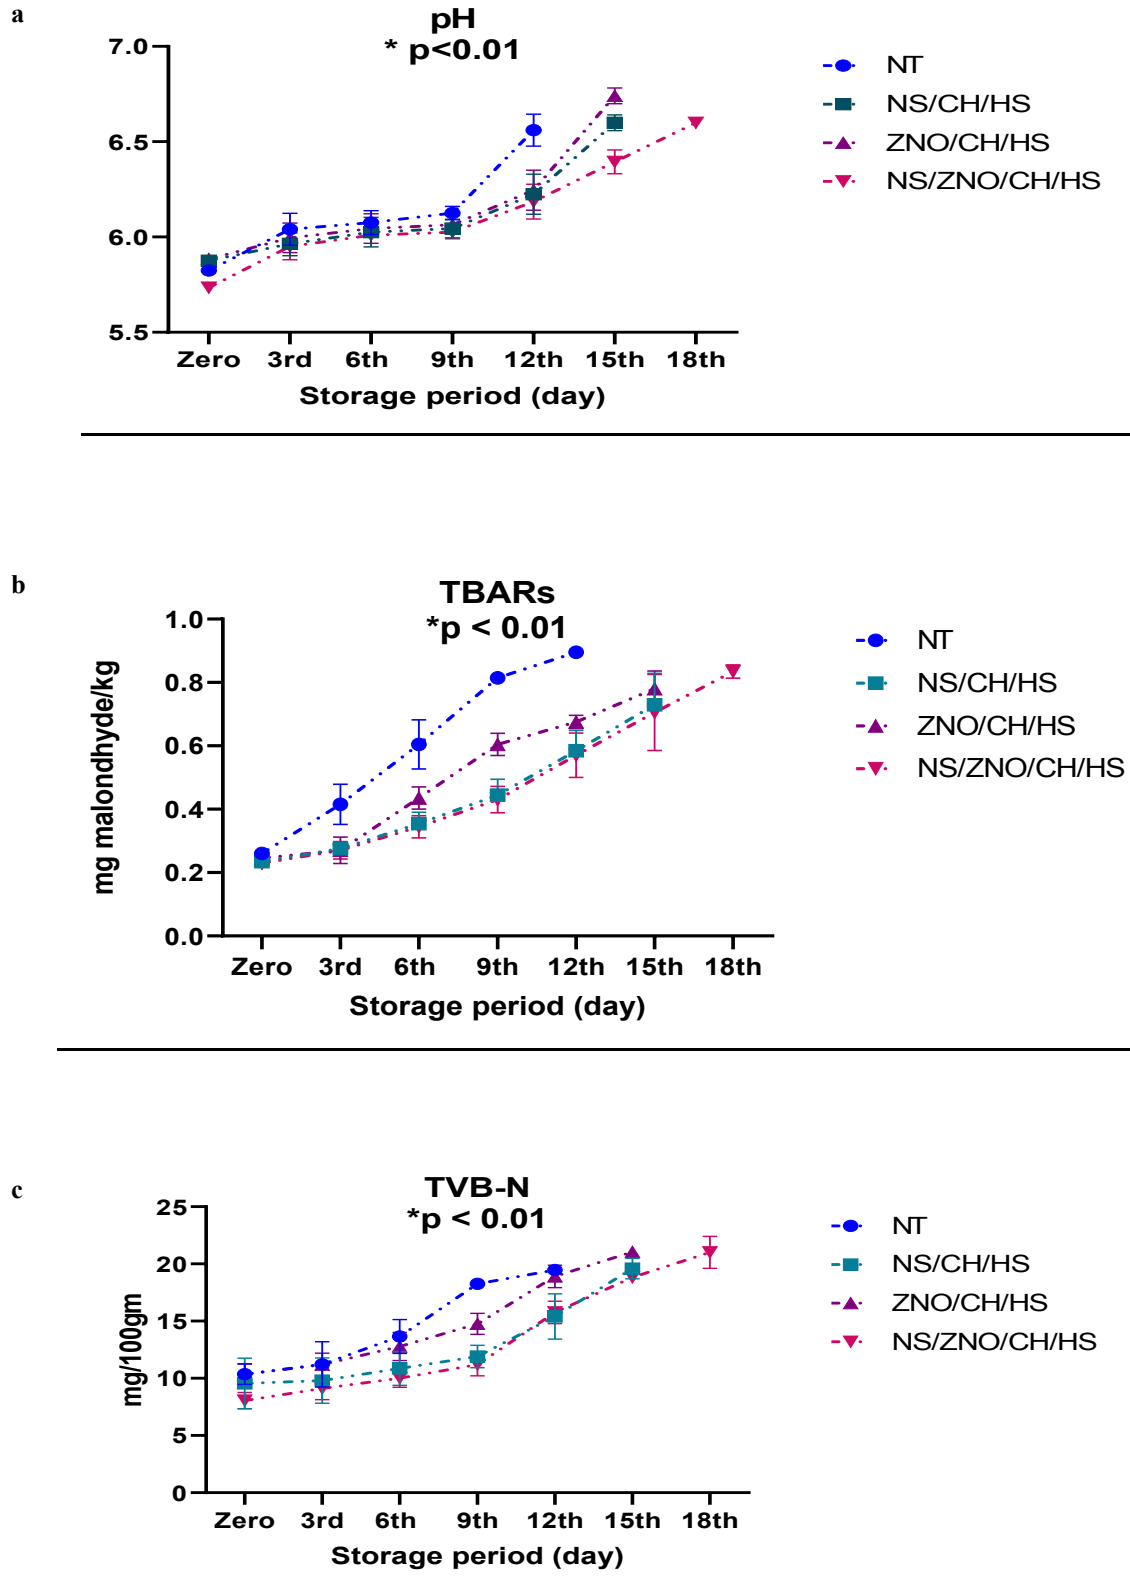 a
pH
* p<0.01
7.0
6.5
6.0
5.5
Zero 3rd 6th 9th 12th 15th 18th
Storage period (day)
NT
NS/CH/HS
ZNO/CH/HS
NS/ZNO/CH/HS
b
TBARs
*p < 0.01
mg malondhyde/kg
1.0
0.8
0.6
0.4
0.2
0.0
Zero 3rd 6th 9th 12th 15th 18th
Storage period (day)
NT
NS/CH/HS
ZNO/CH/HS
NS/ZNO/CH/HS
c
TVB-N
*p < 0.01
mg/100gm
25
20
15
10
5
0
Zero 3rd 6th 9th 12th 15th 18th
Storage period (day)
NT
NS/CH/HS
ZNO/CH/HS
NS/ZNO/CH/HS